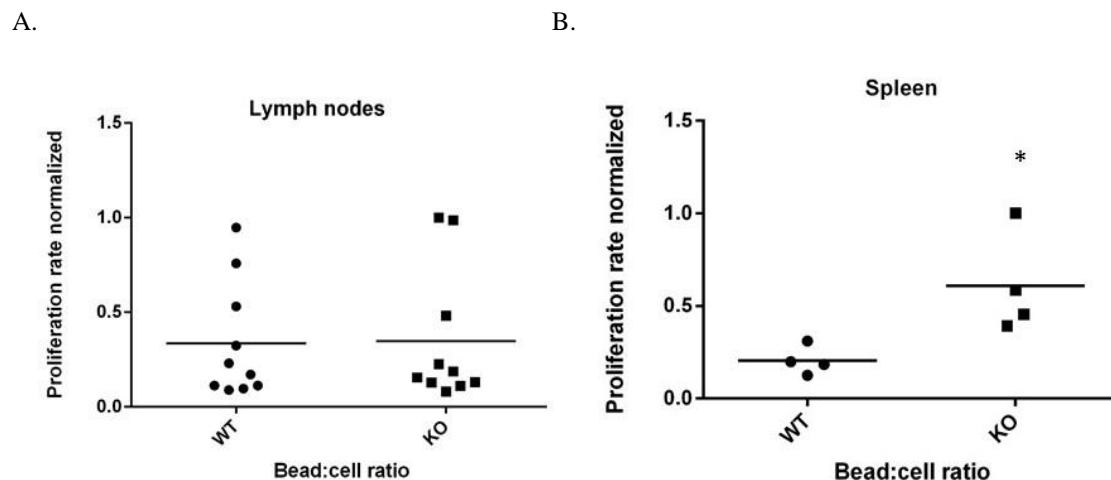 A.
B.
Lymph nodes
Proliferation rate normalized
1.5
1.0
0.5
0.0
WT
KO
Bead:cell ratio
Spleen
Proliferation rate normalized
1.5
1.0
0.5
0.0
*
WT
KO
Bead:cell ratio